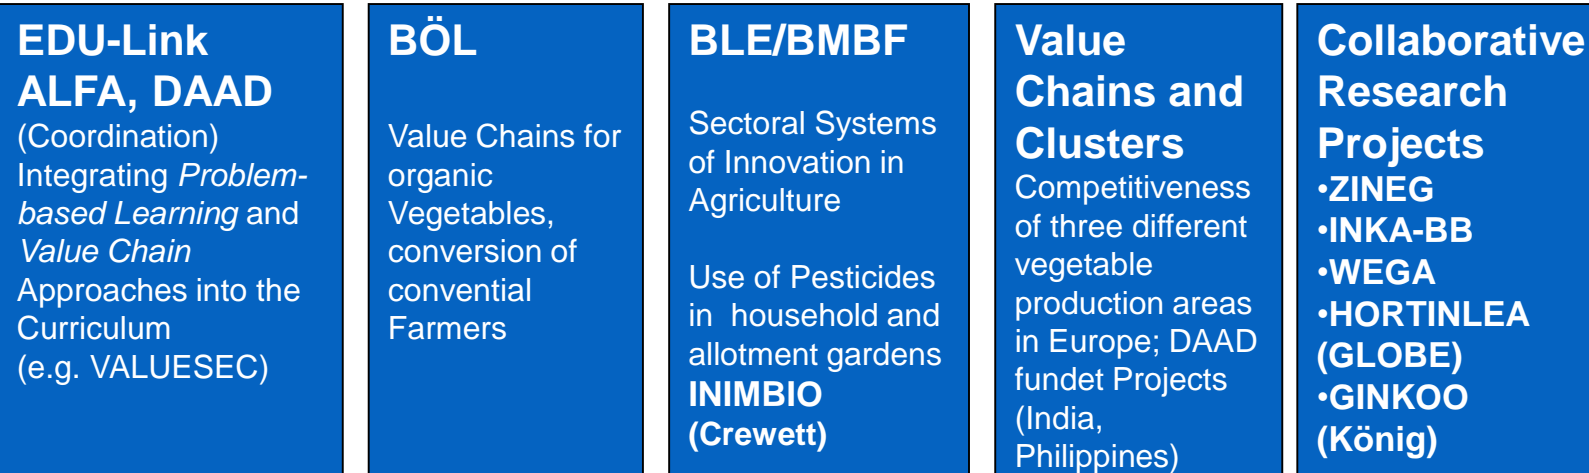 EDU-Link
ALFA, DAAD
(Coordination)
Integrating Problem-
based Learning and
Value Chain
Approaches into the
Curriculum
(e.g. VALUESEC)
BÖL
Value Chains for
organic
Vegetables,
conversion of
convential
Farmers
BLE/BMBF
Sectoral Systems
of Innovation in
Agriculture
Use of Pesticides
in household and
allotment gardens
INIMBIO
(Crewett)
Value
Chains and
Clusters
Competitiveness
of three different
vegetable
production areas
in Europe; DAAD
fundet Projects
(India,
Philippines)
Collaborative
Research
Projects
•ZINEG
•INKA-BB
•WEGA
•HORTINLEA
(GLOBE)
•GINKOO
(König)